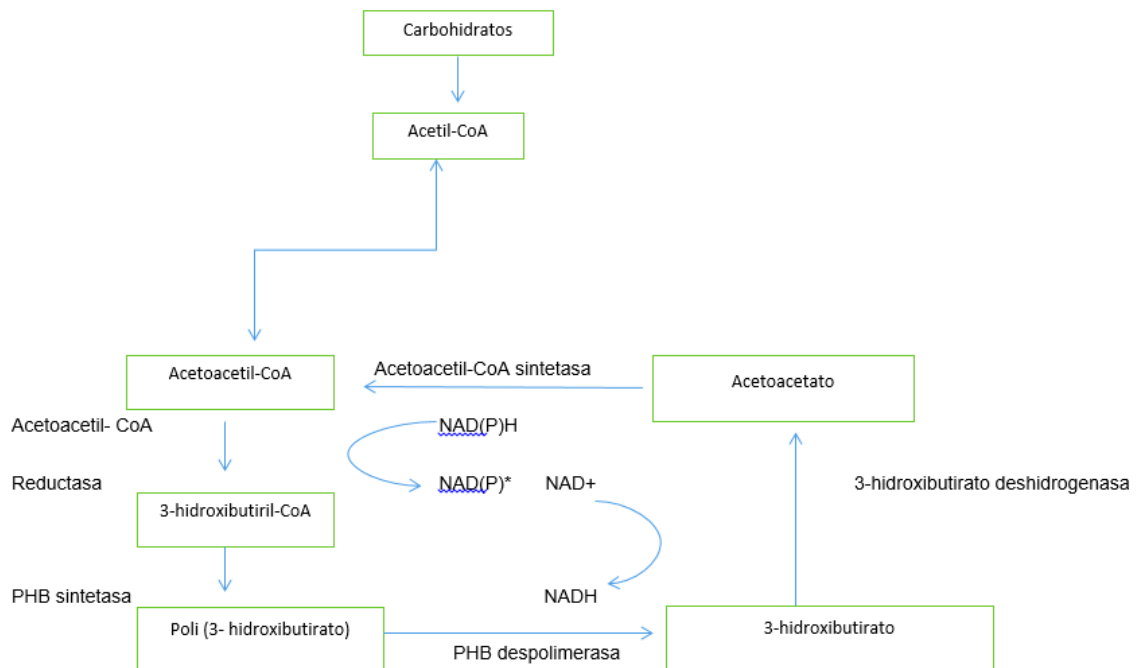 Carbohidratos
Acetil-CoA
Acetoacetil-CoA
Acetoacetil-CoA sintetasa
Acetoacetato
Acetoacetil- CoA
NAD(P)H
Reductasa
NAD(P)*
NAD+
3-hidroxibutirato deshidrogenasa
3-hidroxibutiril-CoA
PHB sintetasa
NADH
Poli (3- hidroxibutirato)
3-hidroxibutirato
PHB despolimerasa